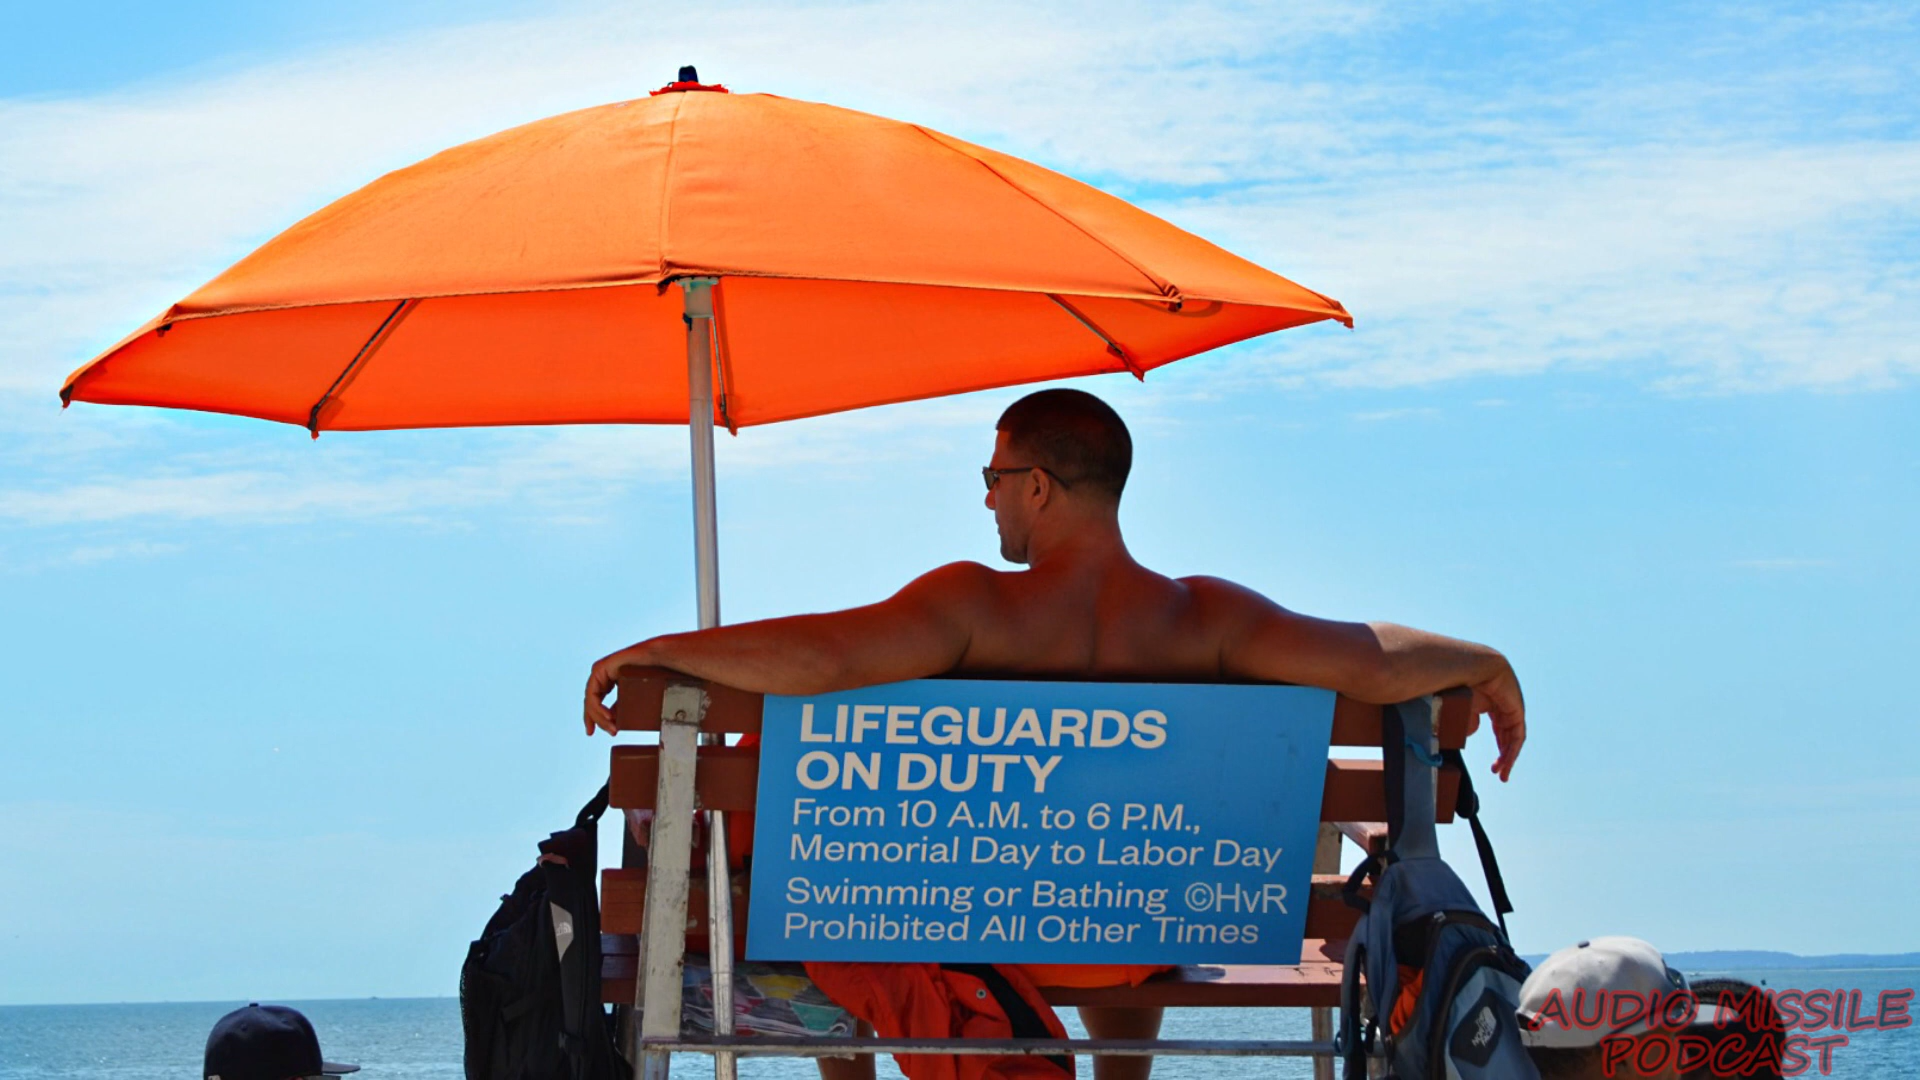 LIFEGUARDS
ON DUTY
From 10 A.M. to 6 P.M.,
Memorial Day to Labor Day
Swimming or Bathing ©HvR
Prohibited All Other Times
AUDIO MISSILE
PODCAST